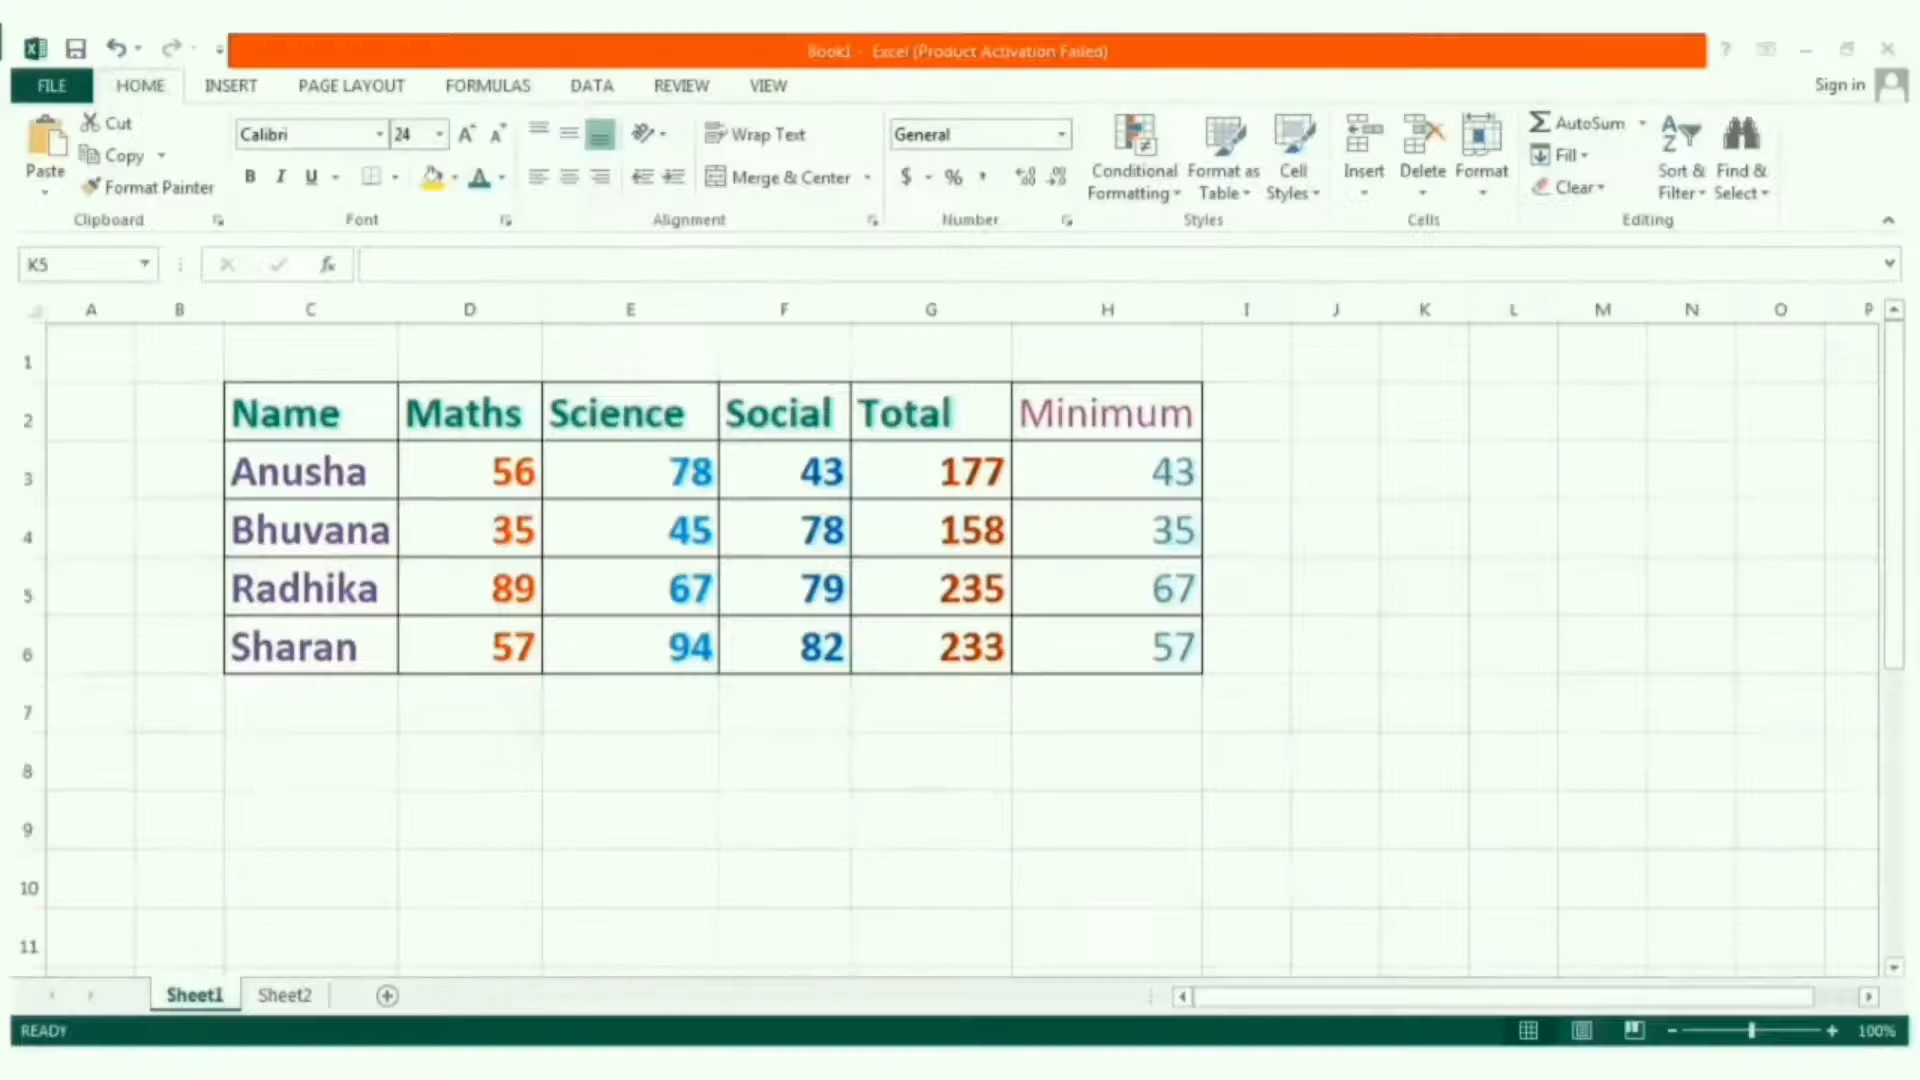 Book1 - Excel (Product Activation Failed)
FILE HOME INSERT PAGE LAYOUT FORMULAS DATA REVIEW VIEW Sign in
Cut
Copy
Format Painter
Paste
Clipboard
Calibri 24
B I U
Font
Wrap Text
Merge & Center
Alignment
General
$ % ,
Number
Conditional Formatting
Format as Table
Cell Styles
Styles
Insert Delete Format
Cells
AutoSum
Fill
Clear
Sort & Filter
Find & Select
Editing
K5 fx
A B C D E F G H I J K L M N O P
1
2 Name Maths Science Social Total Minimum
3 Anusha 56 78 43 177 43
4 Bhuvana 35 45 78 158 35
5 Radhika 89 67 79 235 67
6 Sharan 57 94 82 233 57
7
8
9
10
11
Sheet1 Sheet2
READY 100%